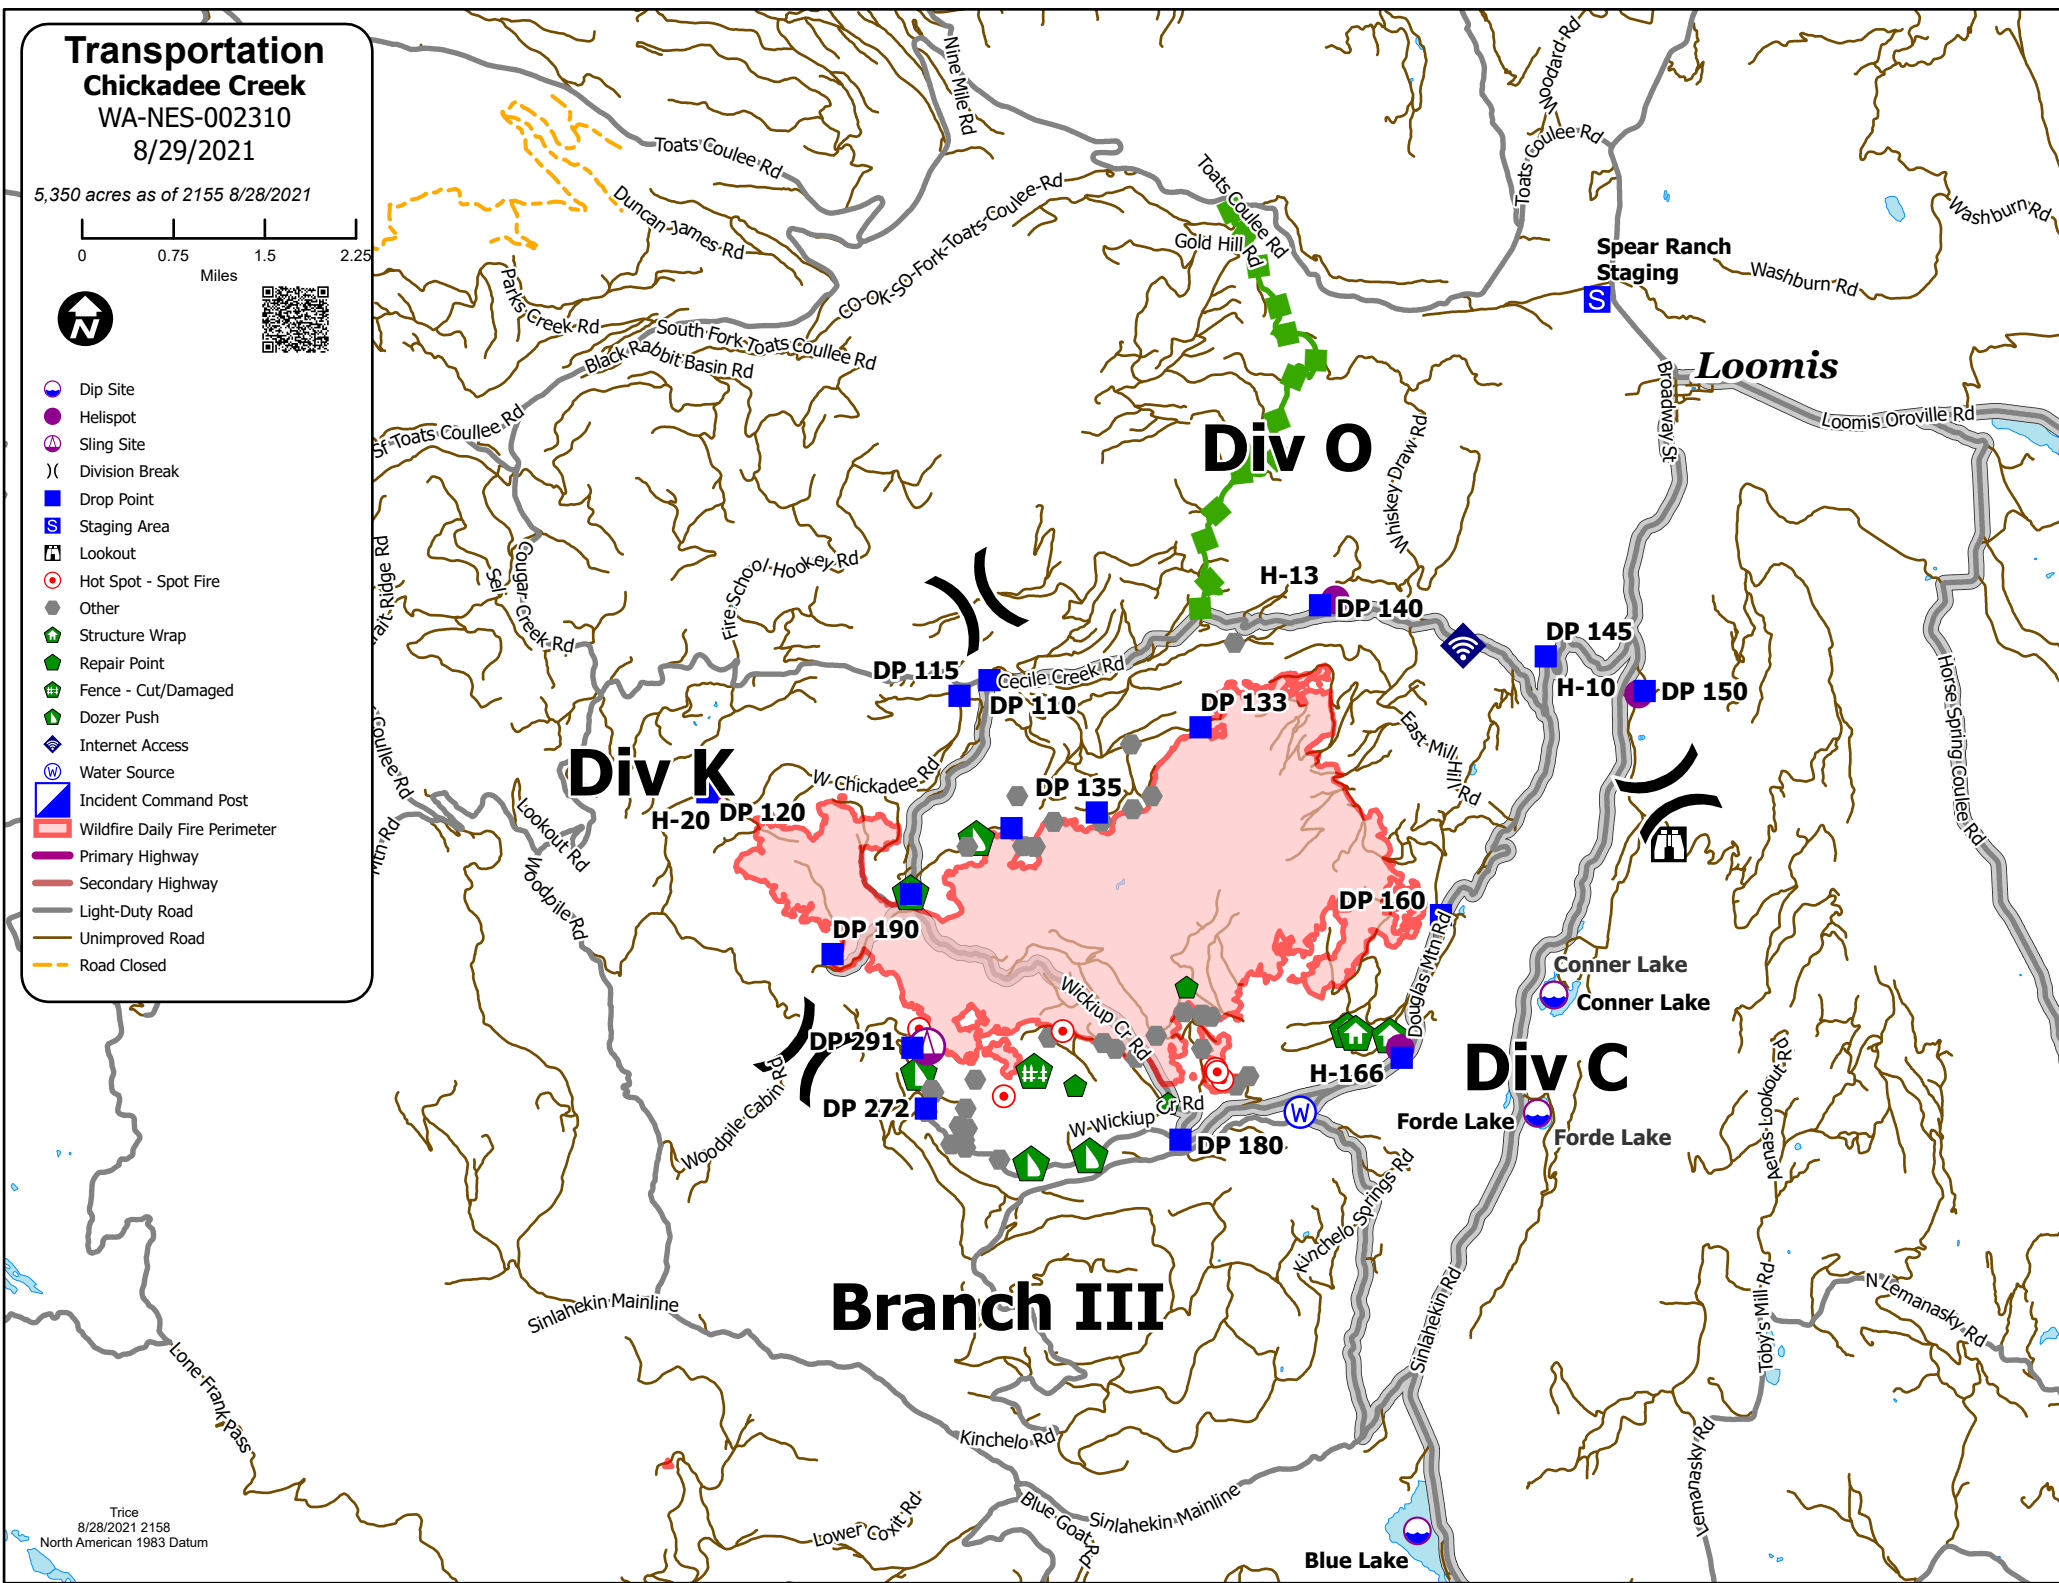 Transportation
Chickadee Creek
WA-NES-002310
8/29/2021
5,350 acres as of 2155 8/28/2021
0 0.75 1.5 2.25
Miles
N
Dip Site
Helispot
Sling Site
Division Break
Drop Point
S Staging Area
Lookout
Hot Spot - Spot Fire
Other
Structure Wrap
Repair Point
Fence - Cut/Damaged
Dozer Push
Internet Access
W Water Source
Incident Command Post
Wildfire Daily Fire Perimeter
Primary Highway
Secondary Highway
Light-Duty Road
Unimproved Road
Road Closed
Trice
8/28/2021 2158
North American 1983 Datum
Nine Mile Rd
Woodard Rd
Toats Coulee Rd
Toats Coulee Rd
Toats Coulee Rd
Toats Coulee Rd
Duncan James Rd
CO-OK-SO-Fork-Toats-Coulee-Rd
Gold Hill Rd
Washburn Rd
Washburn Rd
Spear Ranch
Staging
S
Parks Creek Rd
South Fork Toats Coullee Rd
Black Rabbit Basin Rd
Loomis
Broadway St
Loomis Oroville Rd
Sf Toats Coullee Rd
Div O
Whiskey Draw Rd
Cougar Creek Rd
Sel
rait Ridge Rd
Fire School Hookey Rd
H-13
DP 140
DP 145
DP 115
Cecile Creek Rd
DP 110
H-10
DP 150
DP 133
East Mill Hill Rd
Horse Spring Coulee Rd
Div K
W Chickadee Rd
DP 135
H-20
DP 120
Coullee Rd
Mtn Rd
Lookout Rd
Woodpile Rd
DP 160
DP 190
Douglas Mtn Rd
Conner Lake
Conner Lake
Wickiup Cr Rd
DP 291
Woodpile Cabin Rd
H-166
Div C
DP 272
W Wickiup Cr Rd
W
DP 180
Forde Lake
Forde Lake
Aenas Lookout Rd
Kinchelo Springs Rd
Branch III
Sinlahekin Mainline
Sinlahekin Rd
Toby's Mill Rd
N Lemanasky Rd
Lone Frank Pass
Kinchelo Rd
Lemanasky Rd
Blue Goat Rd
Sinlahekin Mainline
Lower Coxit Rd
Blue Lake